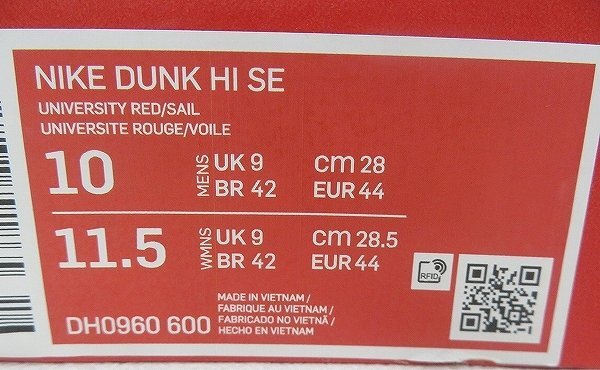 NIKE DUNK HI SE
UNIVERSITY RED/SAIL
UNIVERSITE ROUGE/VOILE
10 MENS UK 9 cm 28
BR 42 EUR 44
11.5 WMNS UK 9 cm 28.5
BR 42 EUR 44
RFID
DH0960 600
MADE IN VIETNAM /
FABRIQUE AU VIETNAM /
FABRICADO NO VIETNÃ /
HECHO EN VIETNAM